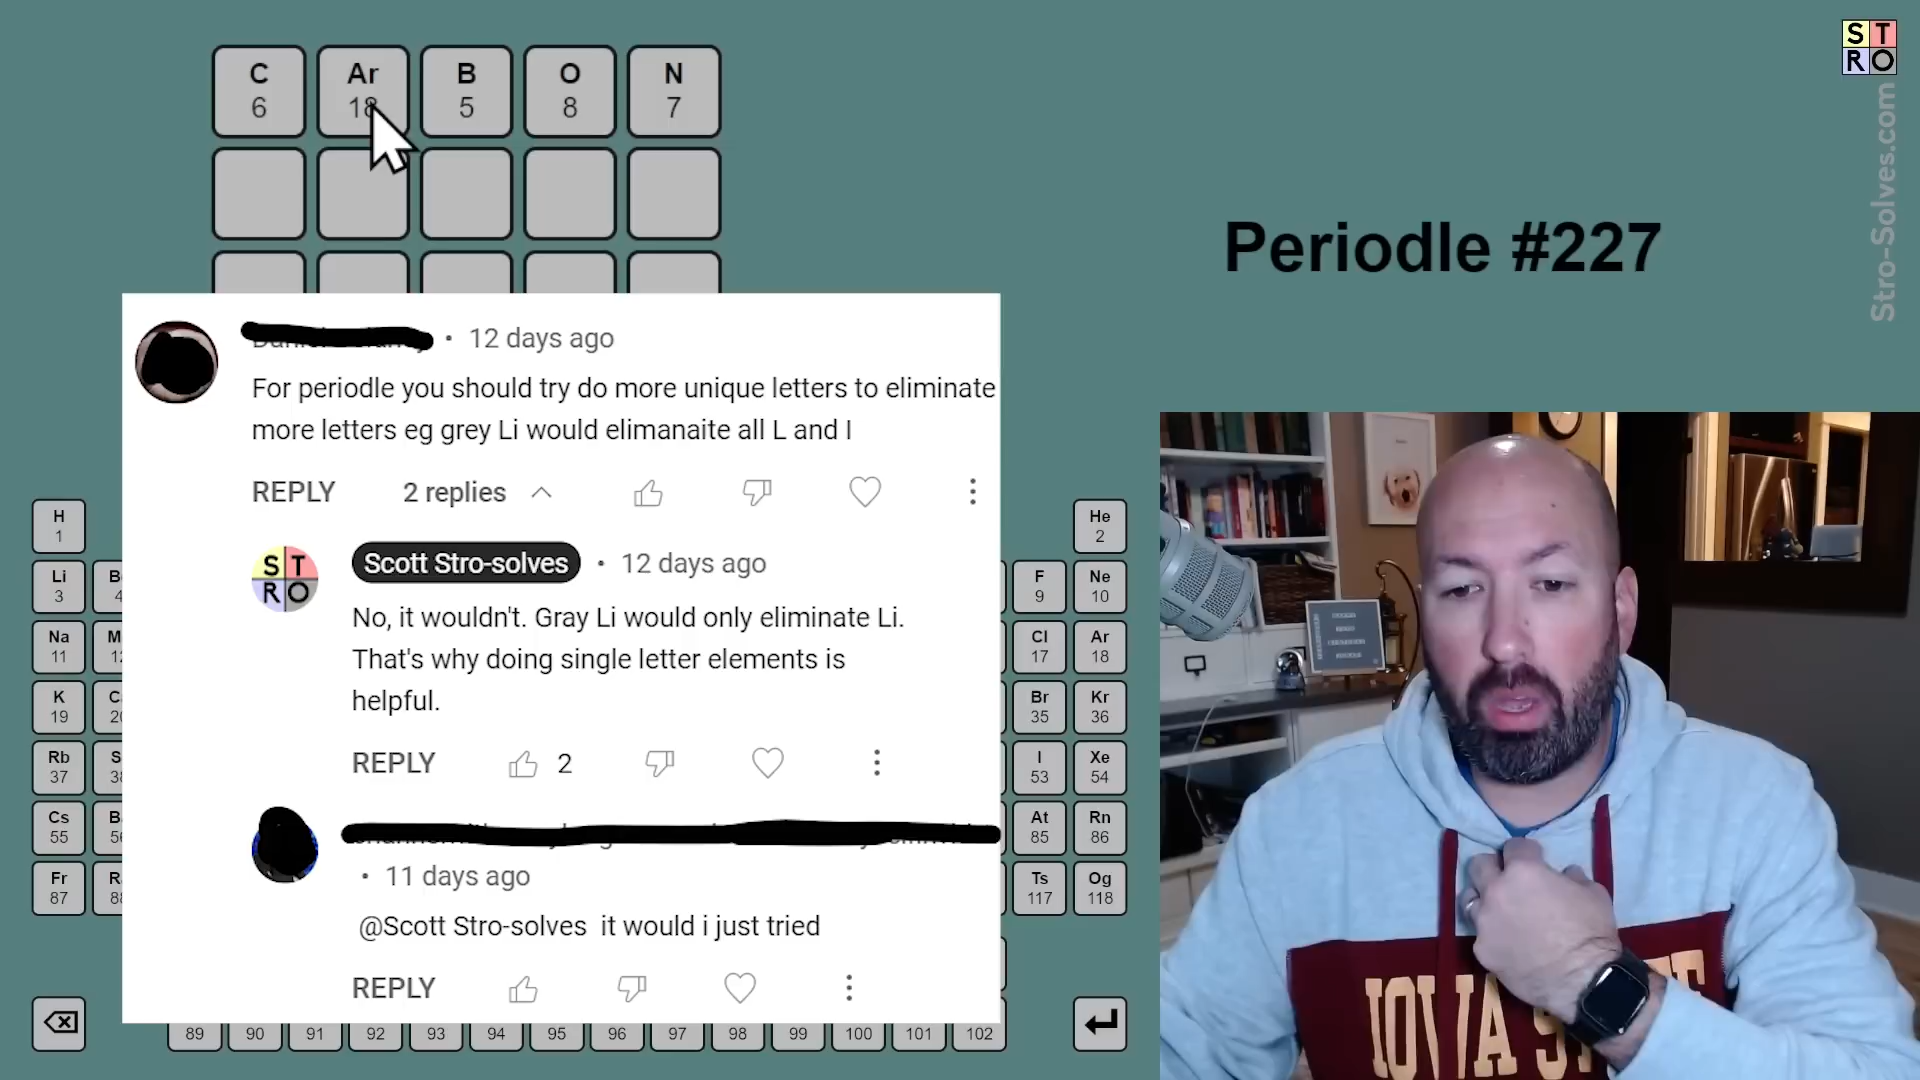 C Ar B O N
6 18 5 8 7
S T
R O
Stro-Solves.com
Periodle #227
• 12 days ago
For periodle you should try do more unique letters to eliminate
more letters eg grey Li would elimanaite all L and I
REPLY 2 replies
S T
R O
Scott Stro-solves • 12 days ago
No, it wouldn't. Gray Li would only eliminate Li.
That's why doing single letter elements is
helpful.
REPLY 2
• 11 days ago
@Scott Stro-solves it would i just tried
REPLY
H He
1 2
Li F Ne
3 9 10
Na Cl Ar
11 17 18
K Br Kr
19 35 36
Rb I Xe
37 53 54
Cs At Rn
55 85 86
Fr Ts Og
87 117 118
89 90 91 92 93 94 95 96 97 98 99 100 101 102
IOWA